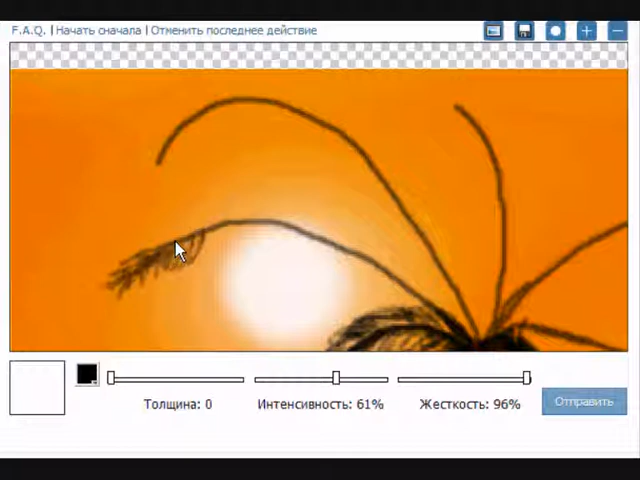 F.A.Q. | Начать сначала | Отменить последнее действие
Толщина: 0 Интенсивность: 61% Жесткость: 96% Отправить